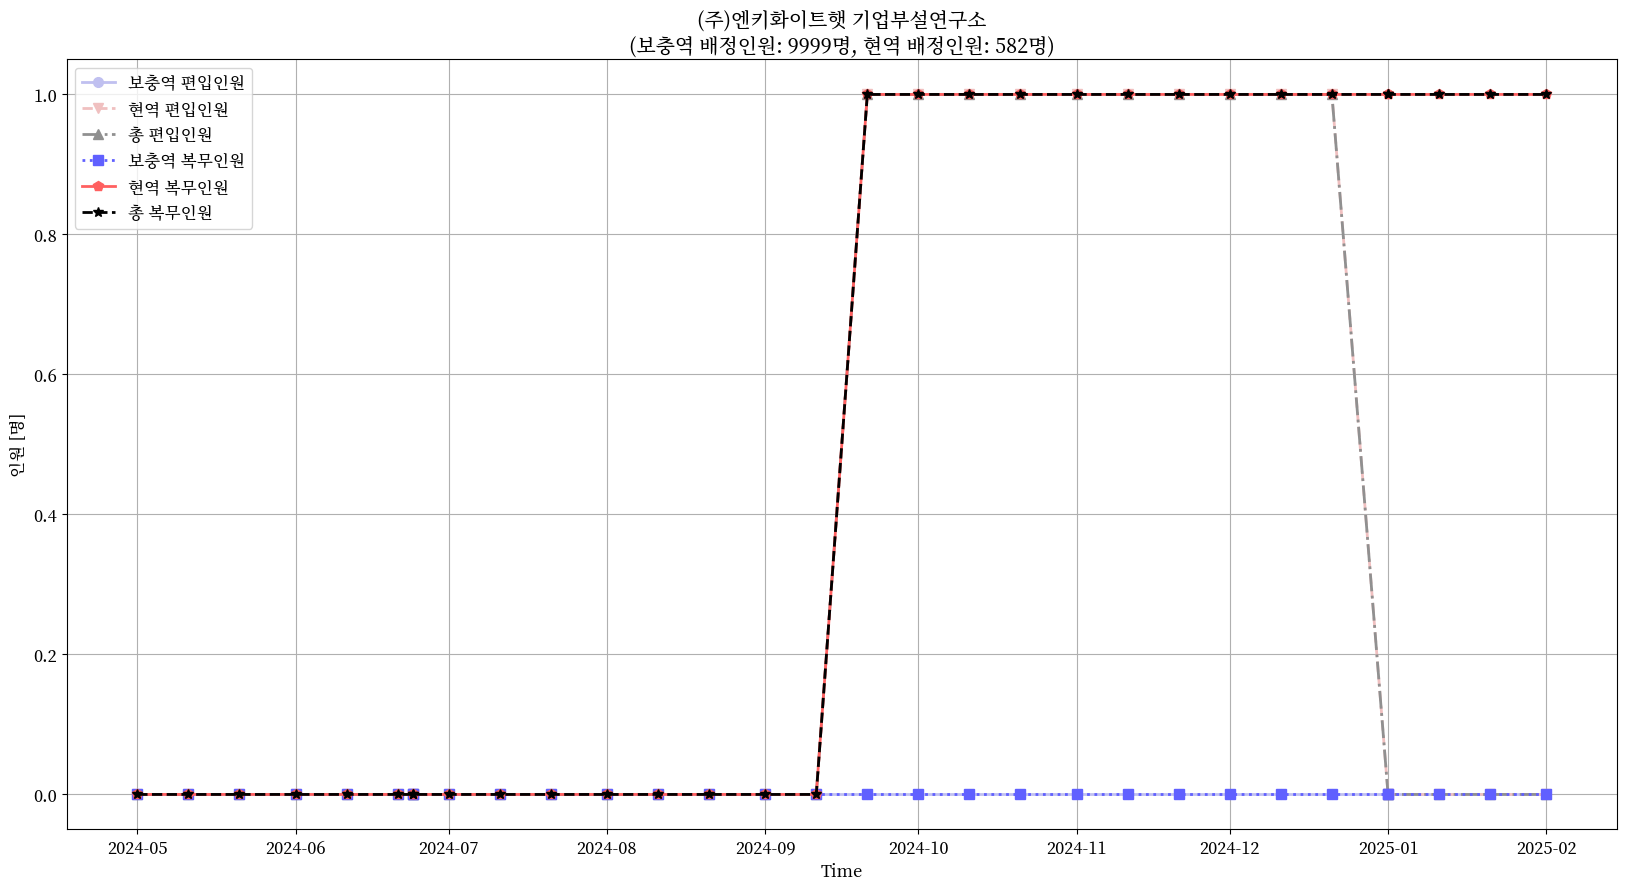 (주)엔키화이트햇 기업부설연구소
(보충역 배정인원: 9999명, 현역 배정인원: 582명)
보충역 편입인원
현역 편입인원
총 편입인원
보충역 복무인원
현역 복무인원
총 복무인원
1.0
0.8
0.6
0.4
0.2
0.0
인원 [명]
2024-05 2024-06 2024-07 2024-08 2024-09 2024-10 2024-11 2024-12 2025-01 2025-02
Time